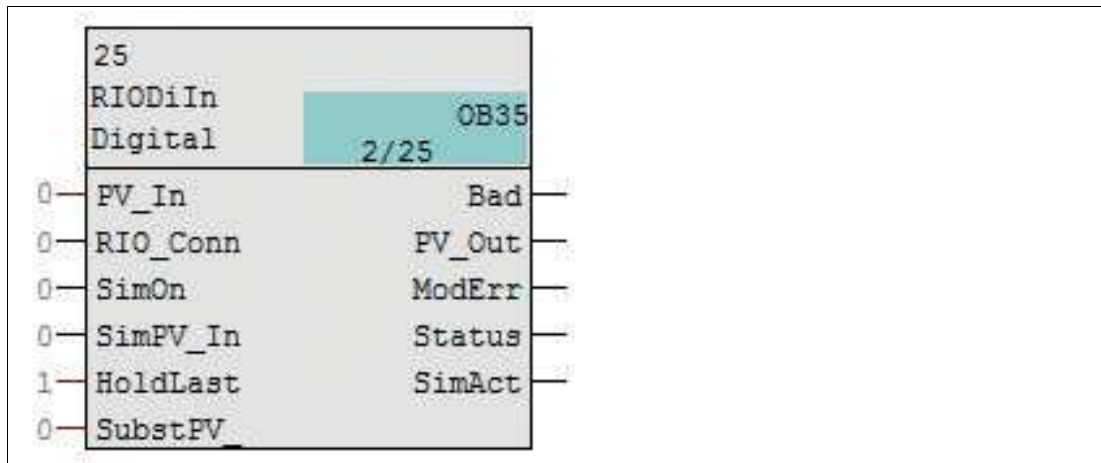 25
RIODiIn
OB35
Digital
2/25
0 PV_In Bad
0 RIO_Conn PV_Out
0 SimOn ModErr
0 SimPV_In Status
1 HoldLast SimAct
0 SubstPV_